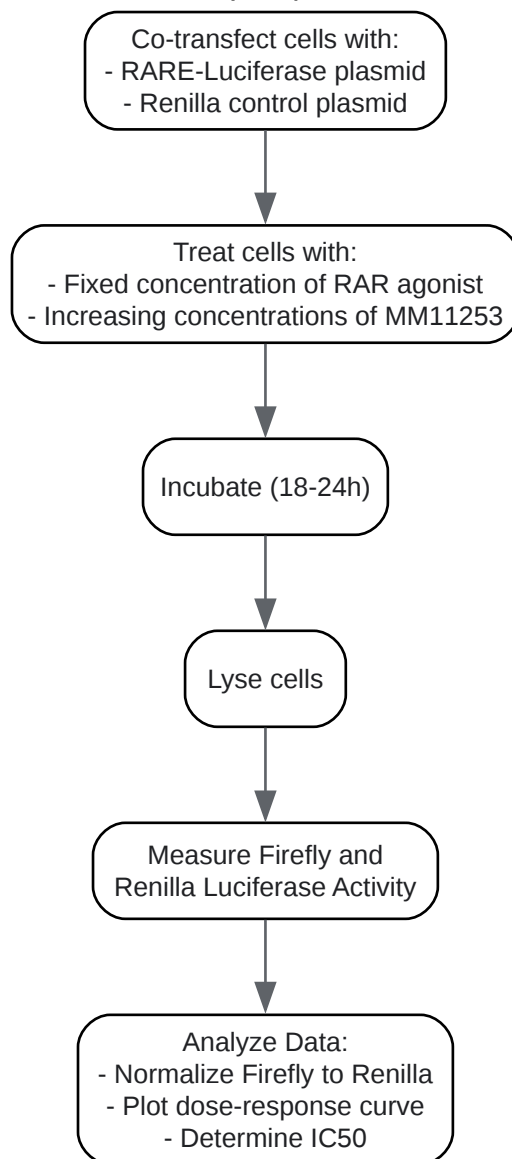 Co-transfect cells with:
- RARE-Luciferase plasmid
- Renilla control plasmid
Treat cells with:
- Fixed concentration of RAR agonist
- Increasing concentrations of MM11253
Incubate (18-24h)
Lyse cells
Measure Firefly and
Renilla Luciferase Activity
Analyze Data:
- Normalize Firefly to Renilla
- Plot dose-response curve
- Determine IC50